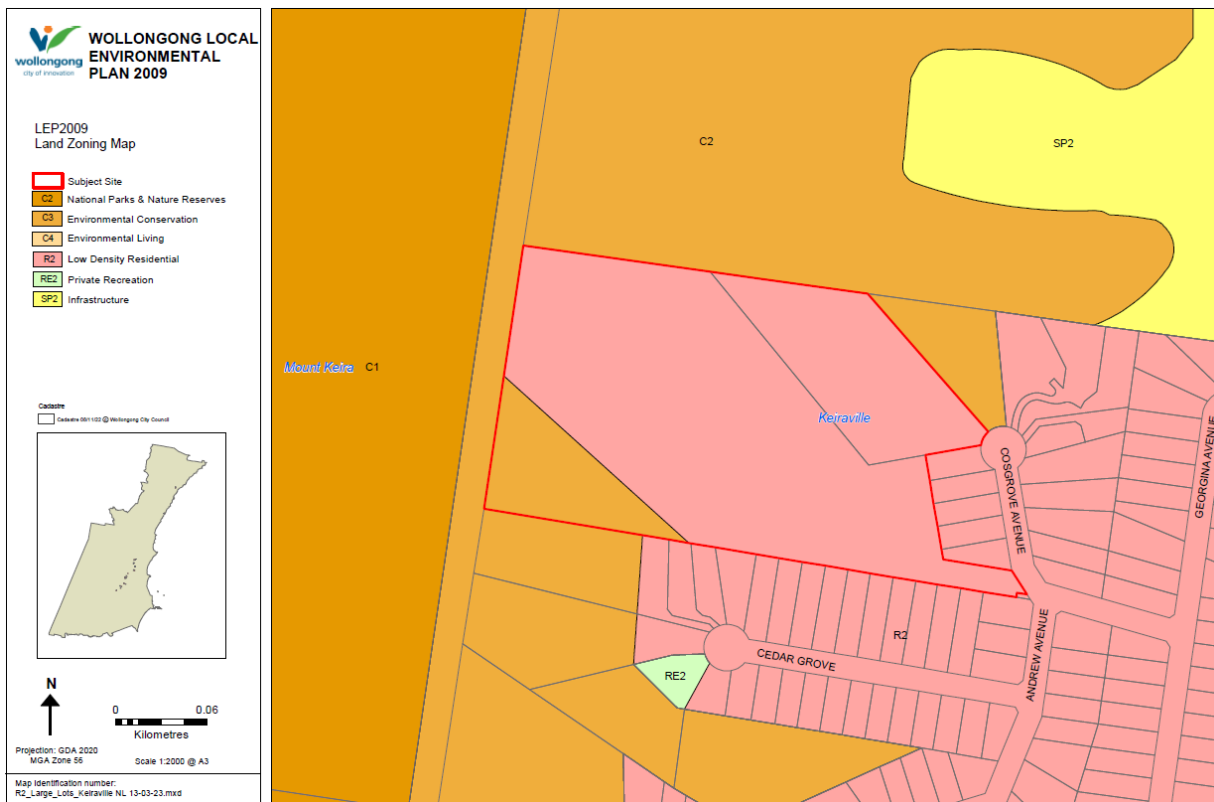 wollongong
city of innovation
WOLLONGONG LOCAL
ENVIRONMENTAL
PLAN 2009
LEP2009
Land Zoning Map
Subject Site
C2 National Parks & Nature Reserves
C3 Environmental Conservation
C4 Environmental Living
R2 Low Density Residential
RE2 Private Recreation
SP2 Infrastructure
Cadastre
Cadastre 08/11/22 © Wollongong City Council
N
0 0.06
Kilometres
Projection: GDA 2020
MGA Zone 56
Scale 1:2000 @ A3
Map Identification number:
R2_Large_Lots_Keiraville NL 13-03-23.mxd
C2
SP2
Mount Keira C1
Keiraville
COSGROVE AVENUE
GEORGINA AVENUE
R2
CEDAR GROVE
ANDREW AVENUE
RE2